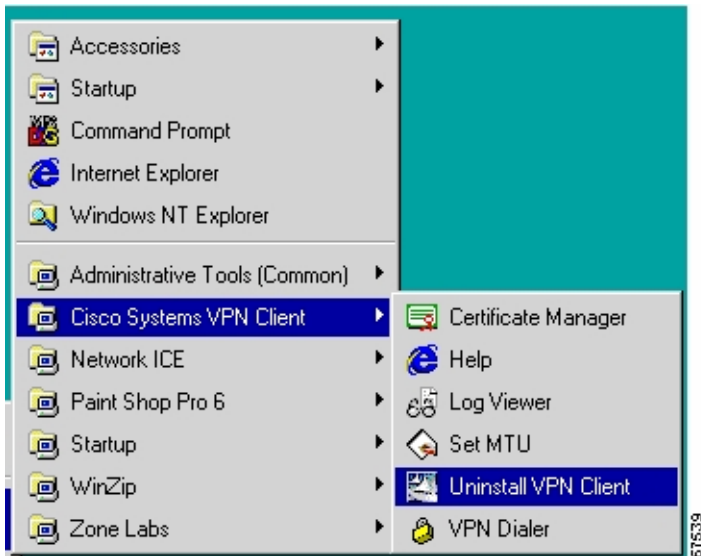 Accessories
Startup
Command Prompt
Internet Explorer
Windows NT Explorer
Administrative Tools (Common)
Cisco Systems VPN Client
Network ICE
Paint Shop Pro 6
Startup
WinZip
Zone Labs
Certificate Manager
Help
Log Viewer
Set MTU
Uninstall VPN Client
VPN Dialer
67539